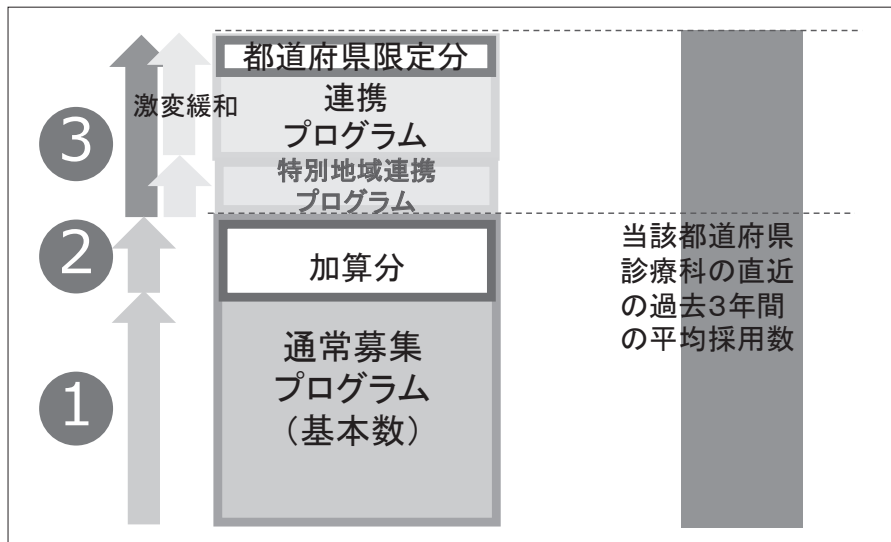 都道府県限定分
連携
プログラム
激変緩和
3
特別地域連携
プログラム
2
加算分
当該都道府県
診療科の直近
の過去3年間
の平均採用数
通常募集
プログラム
（基本数）
1